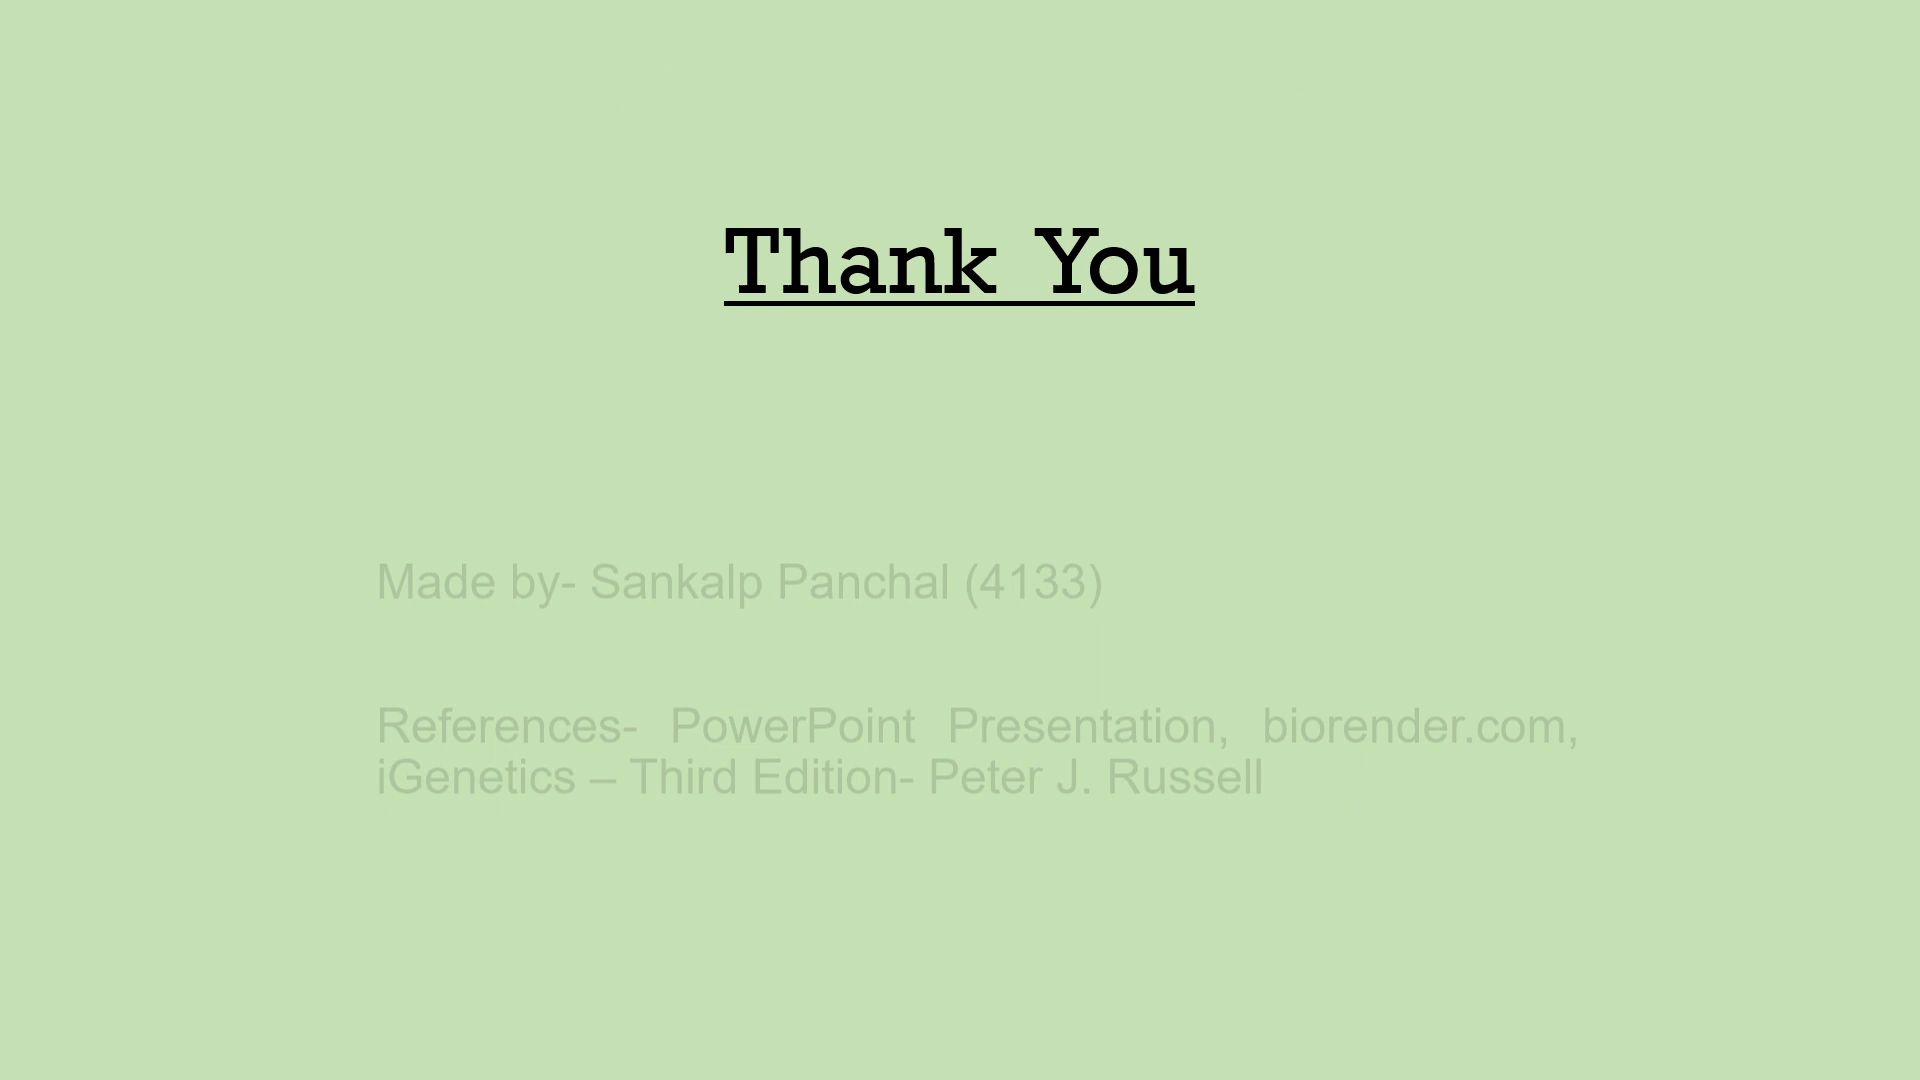 Thank You
Made by- Sankalp Panchal (4133)
References- PowerPoint Presentation, biorender.com,
iGenetics – Third Edition- Peter J. Russell